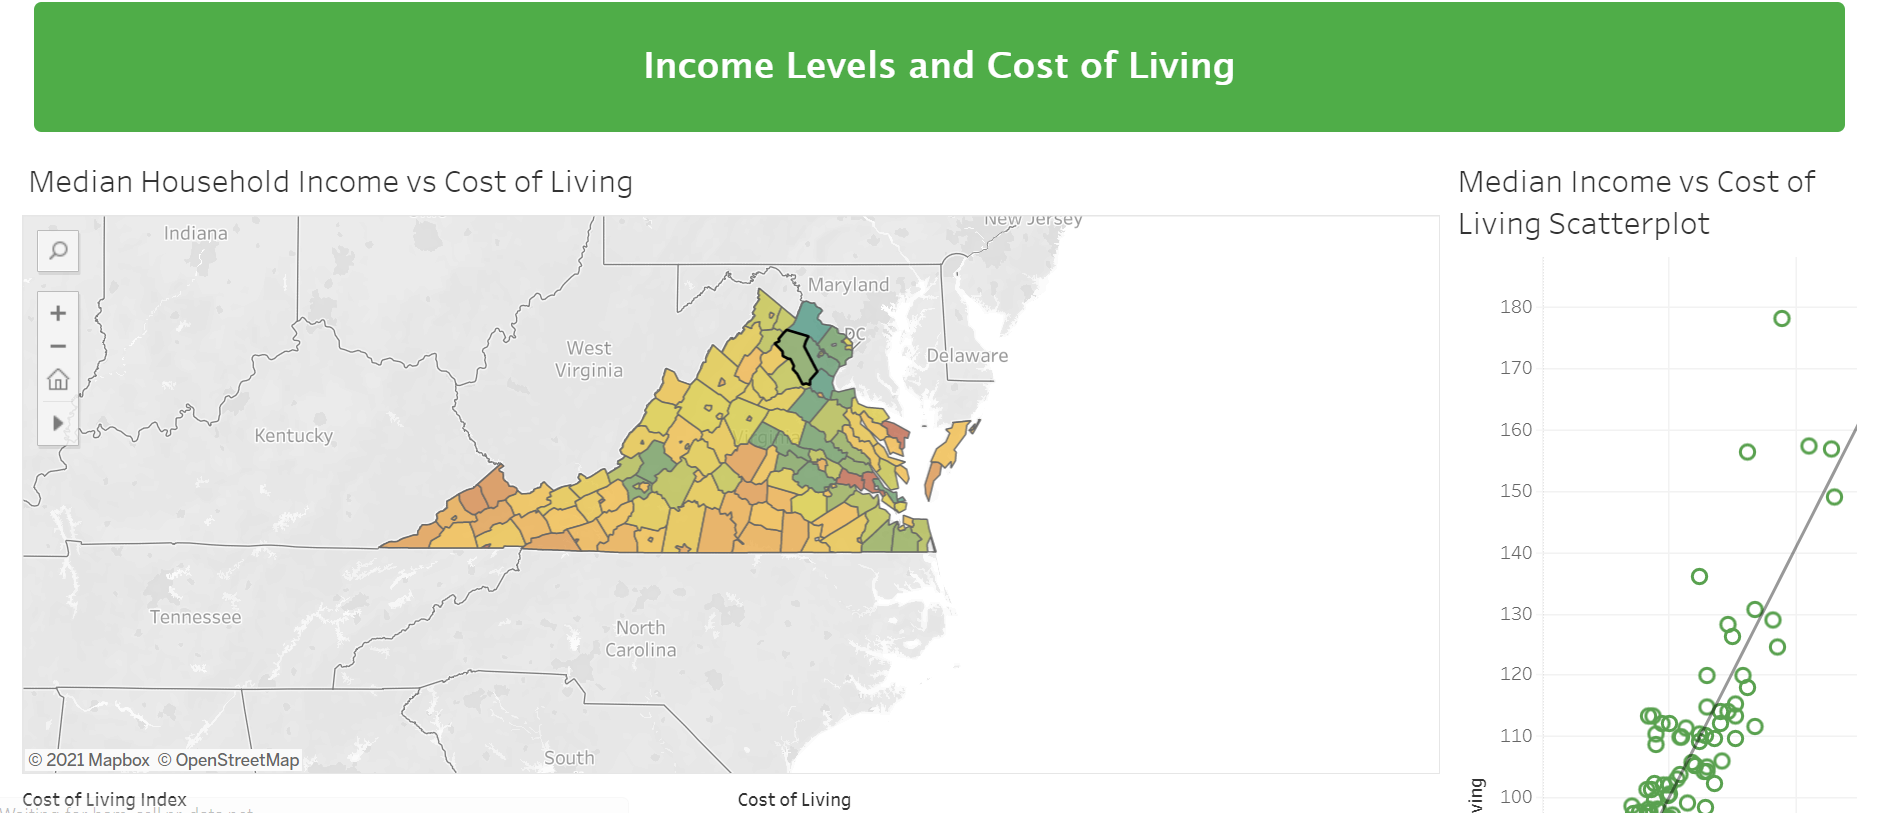 Income Levels and Cost of Living
Median Household Income vs Cost of Living
Median Income vs Cost of
Living Scatterplot
New Jersey
Indiana
Maryland
DC
West
Virginia
Delaware
Kentucky
Virginia
Tennessee
North
Carolina
South
© 2021 Mapbox © OpenStreetMap
180
170
160
150
140
130
120
110
100
ving
Cost of Living Index
Cost of Living